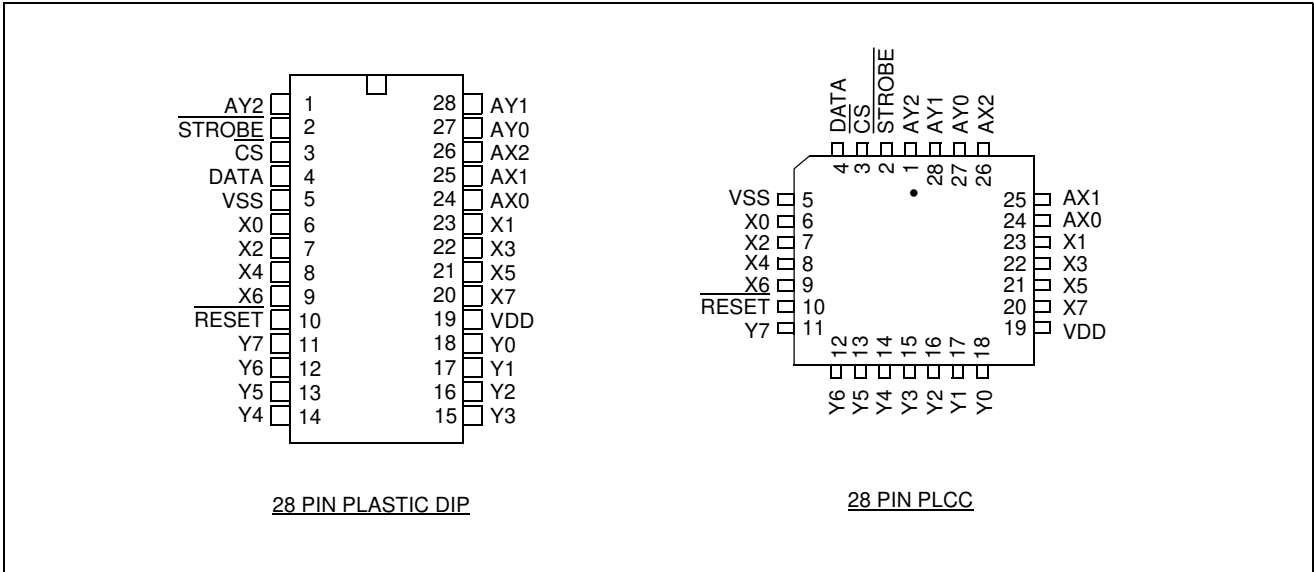 AY2 1 28 AY1
STROBE 2 27 AY0
CS 3 26 AX2
DATA 4 25 AX1
VSS 5 24 AX0
X0 6 23 X1
X2 7 22 X3
X4 8 21 X5
X6 9 20 X7
RESET 10 19 VDD
Y7 11 18 Y0
Y6 12 17 Y1
Y5 13 16 Y2
Y4 14 15 Y3
28 PIN PLASTIC DIP
DATA CS STROBE AY2 AY1 AY0 AX2
4 3 2 1 28 27 26
VSS 5 25 AX1
X0 6 24 AX0
X2 7 23 X1
X4 8 22 X3
X6 9 21 X5
RESET 10 20 X7
Y7 11 19 VDD
12 13 14 15 16 17 18
Y6 Y5 Y4 Y3 Y2 Y1 Y0
28 PIN PLCC